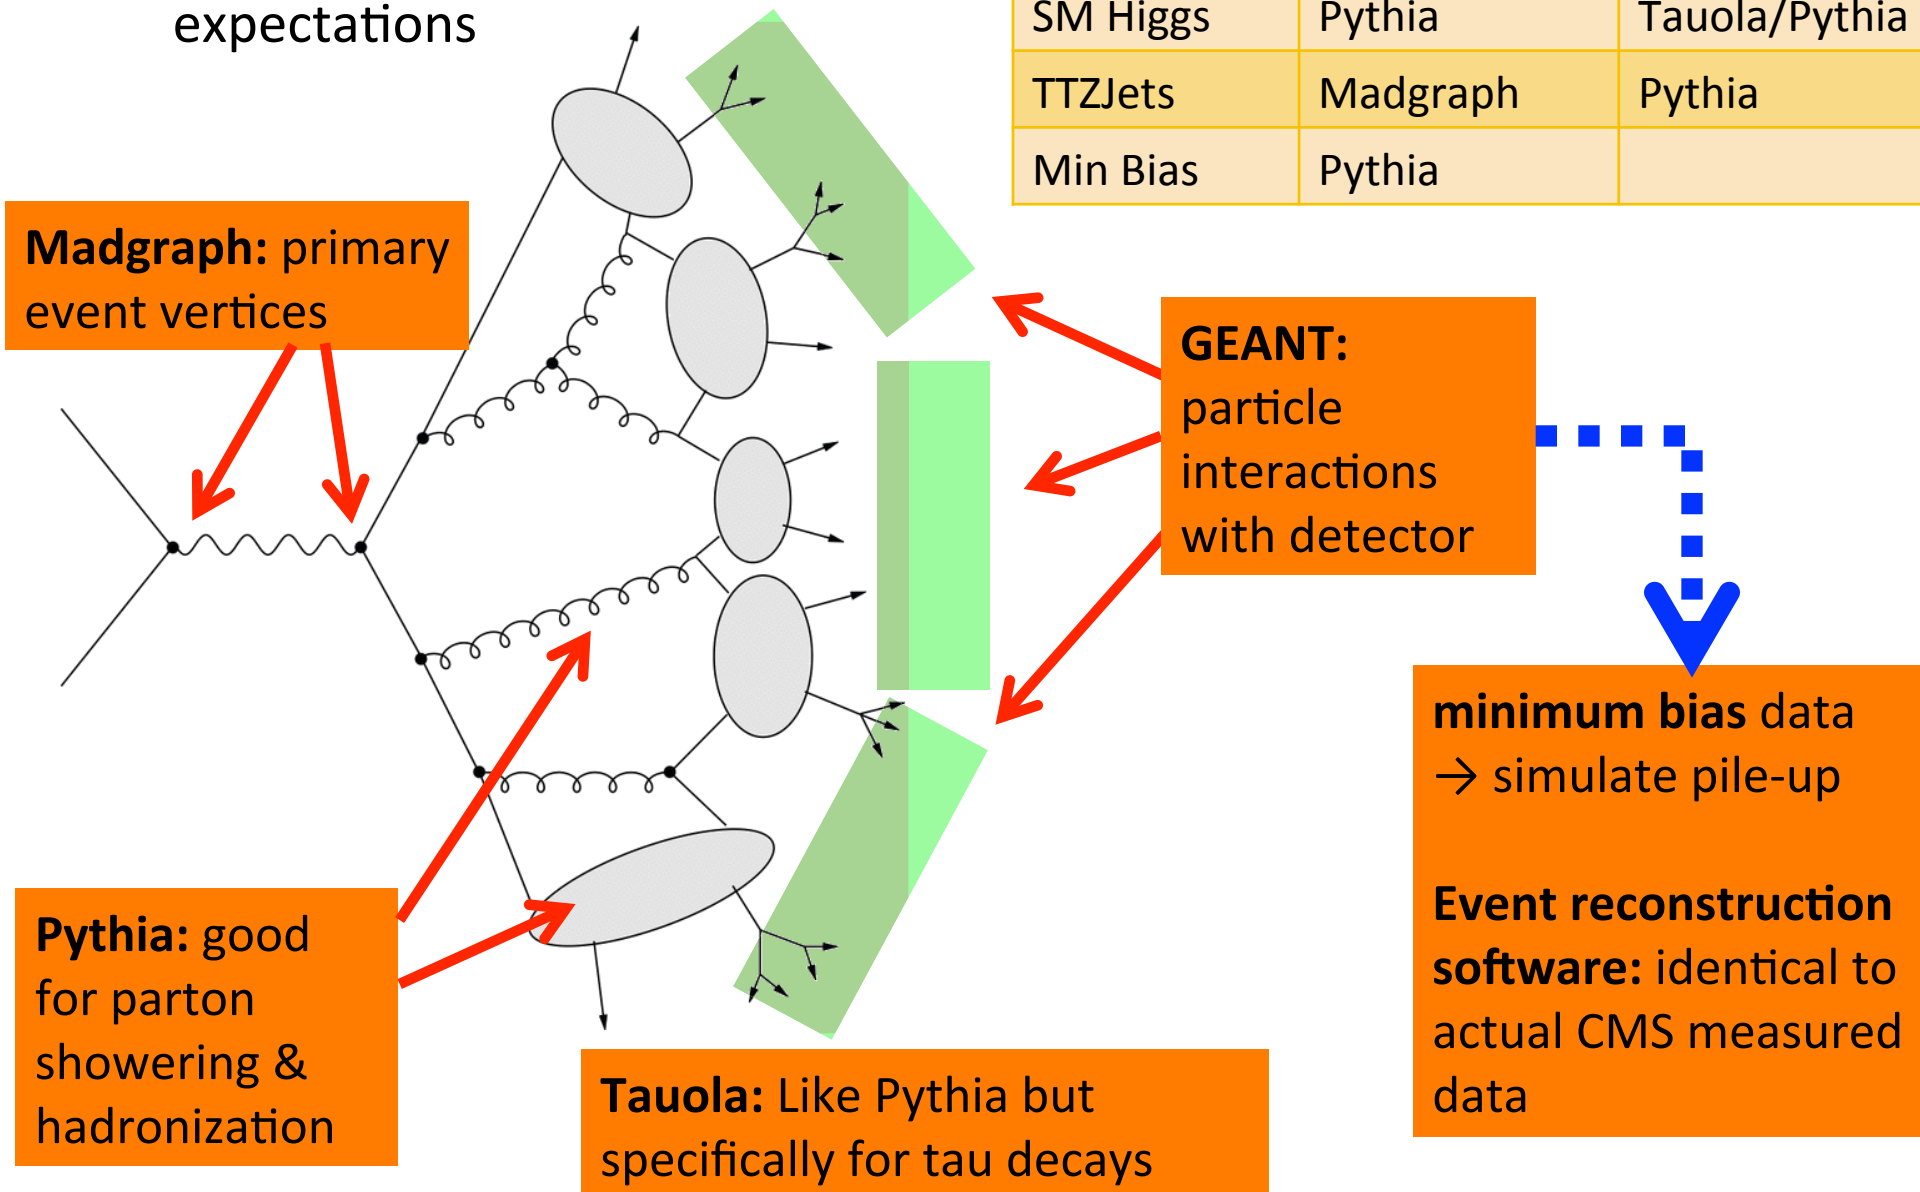 expectations
SM Higgs Pythia Tauola/Pythia
TTZJets Madgraph Pythia
Min Bias Pythia
Madgraph: primary
event vertices
GEANT:
particle
interactions
with detector
minimum bias data
→ simulate pile-up
Event reconstruction
software: identical to
actual CMS measured
data
Pythia: good
for parton
showering &
hadronization
Tauola: Like Pythia but
specifically for tau decays